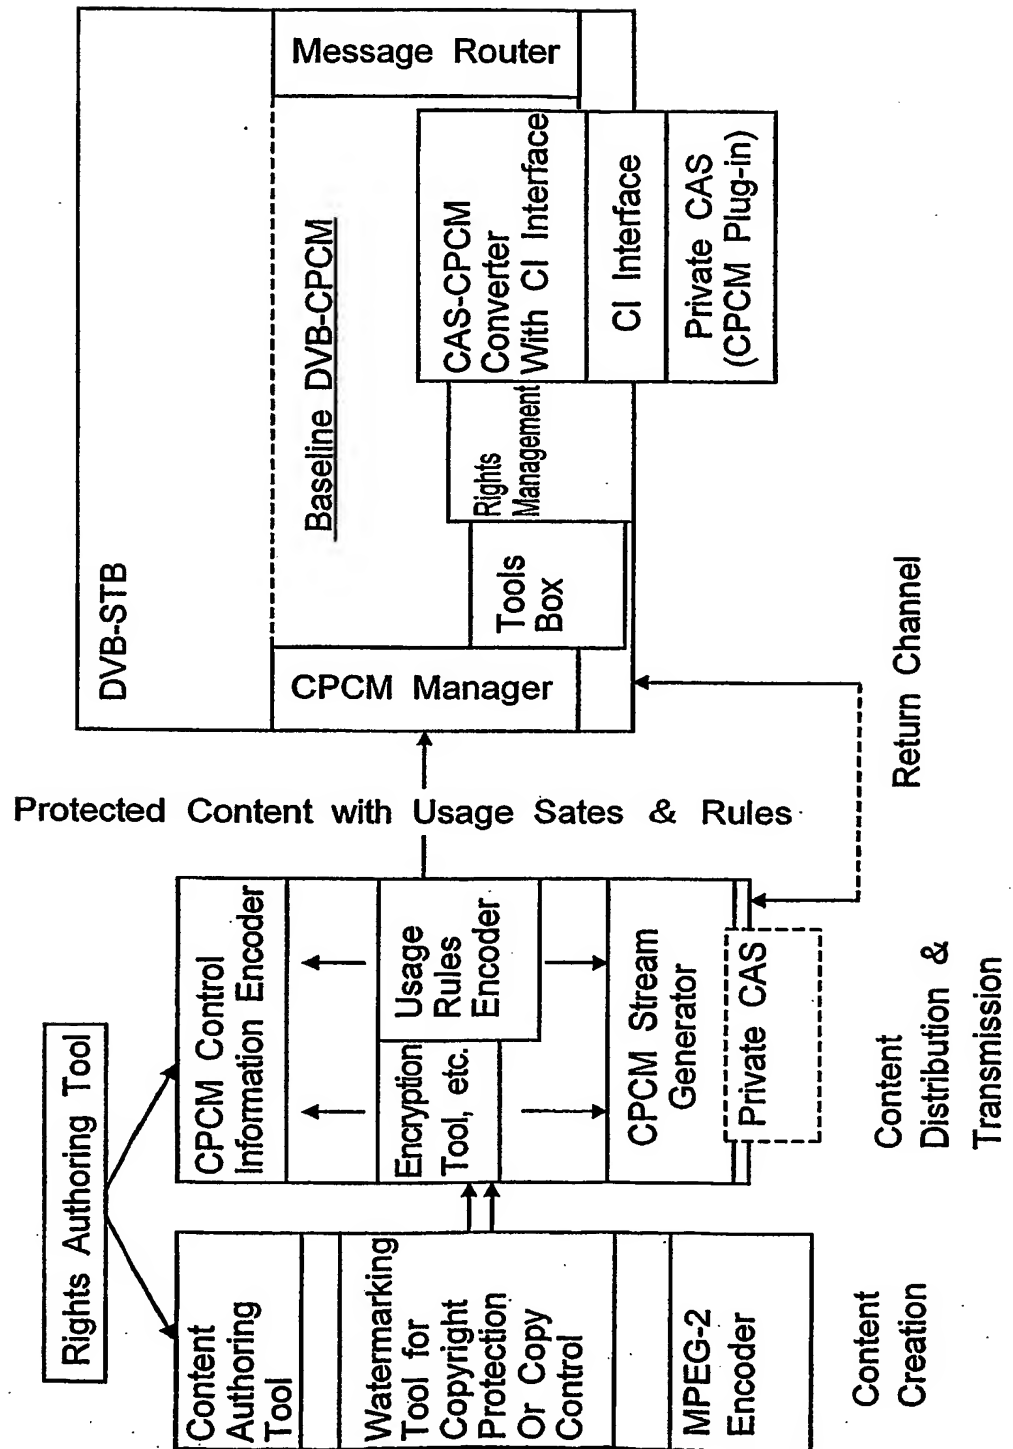 Rights Authoring Tool
Content
Authoring
Tool
Watermarking
Tool for
Copyright
Protection
Or Copy
Control
MPEG-2
Encoder
Content
Creation
CPCM Control
Information Encoder
Encryption
Tool, etc.
Usage
Rules
Encoder
CPCM Stream
Generator
Private CAS
Content
Distribution &
Transmission
Protected Content with Usage Sates & Rules
Return Channel
DVB-STB
CPCM Manager
Baseline DVB-CPCM
Tools
Box
Rights
Management
CAS-CPCM
Converter
With CI Interface
CI Interface
Private CAS
(CPCM Plug-in)
Message Router